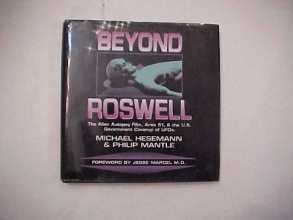 BEYOND
ROSWELL
The Alien Autopsy Film, Area 51, & the U.S.
Government Coverup of UFOs.
MICHAEL HESEMANN
& PHILIP MANTLE
FOREWORD BY JESSE MARCEL M.D.